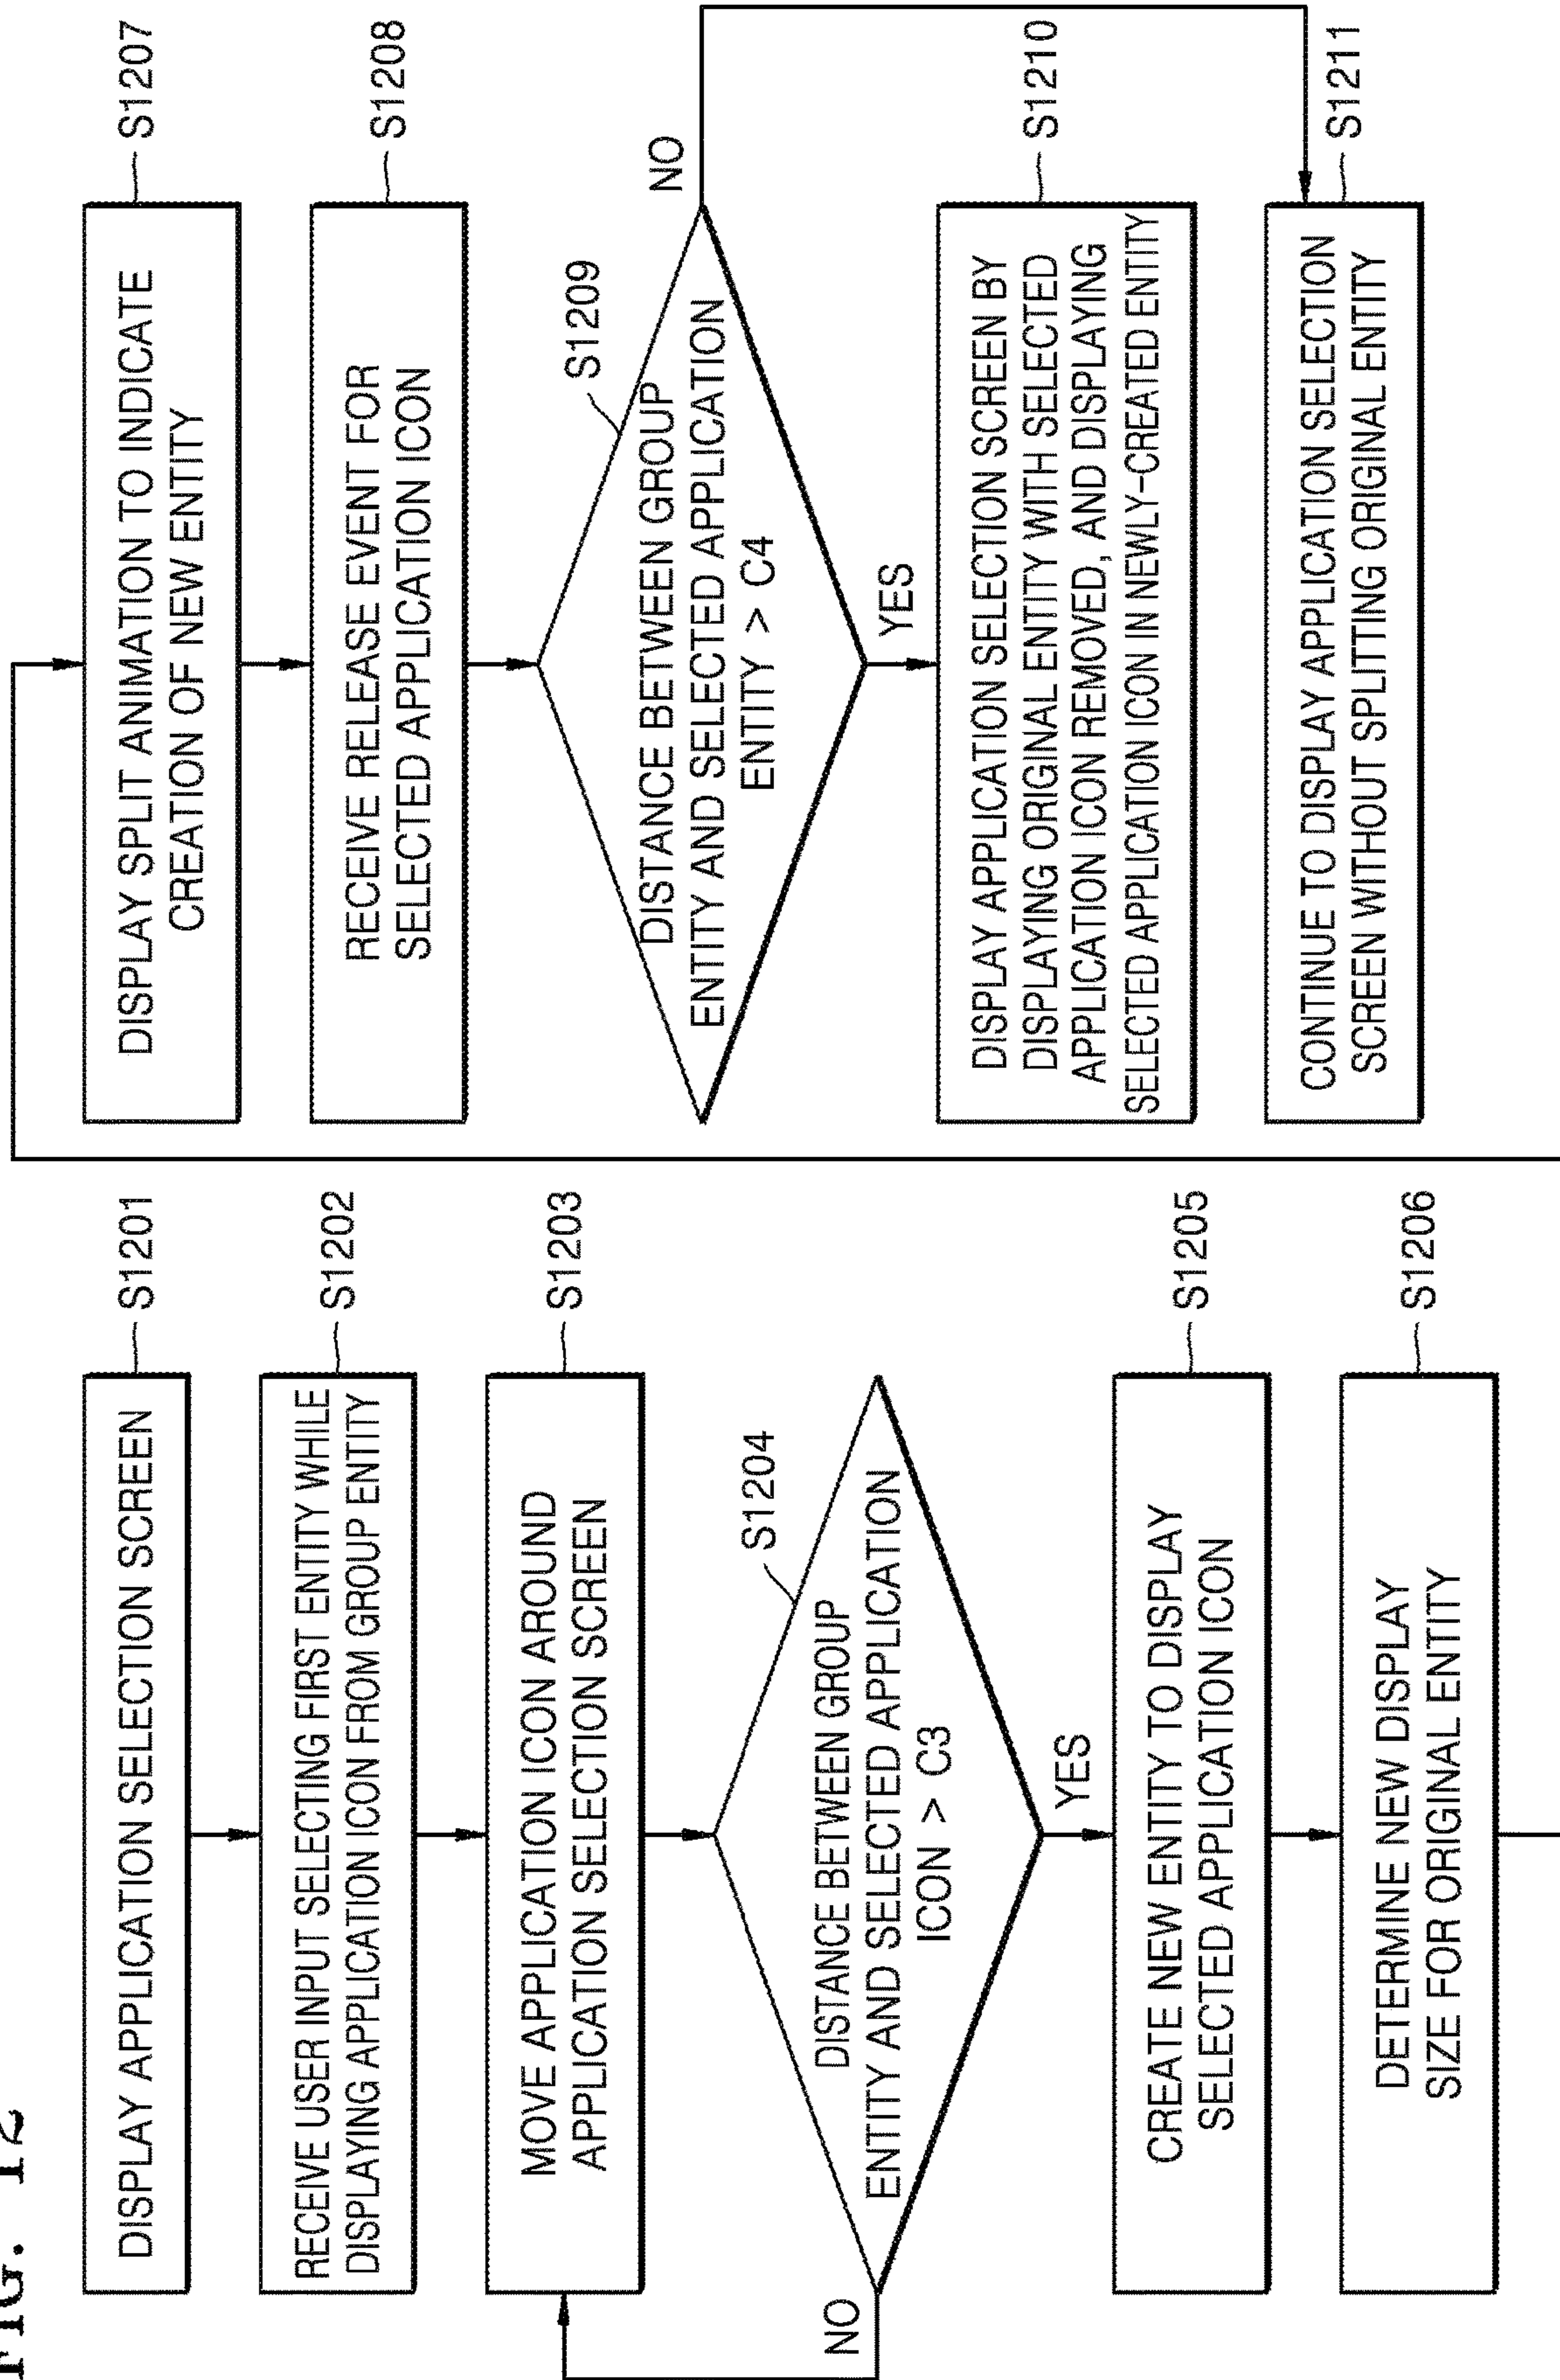 FIG. 12
DISPLAY APPLICATION SELECTION SCREEN
S1201
RECEIVE USER INPUT SELECTING FIRST ENTITY WHILE
DISPLAYING APPLICATION ICON FROM GROUP ENTITY
S1202
MOVE APPLICATION ICON AROUND
APPLICATION SELECTION SCREEN
S1203
S1204
DISTANCE BETWEEN GROUP
ENTITY AND SELECTED APPLICATION
ICON > C3
NO
YES
CREATE NEW ENTITY TO DISPLAY
SELECTED APPLICATION ICON
S1205
DETERMINE NEW DISPLAY
SIZE FOR ORIGINAL ENTITY
S1206
DISPLAY SPLIT ANIMATION TO INDICATE
CREATION OF NEW ENTITY
S1207
RECEIVE RELEASE EVENT FOR
SELECTED APPLICATION ICON
S1208
S1209
DISTANCE BETWEEN GROUP
ENTITY AND SELECTED APPLICATION
ENTITY > C4
NO
YES
DISPLAY APPLICATION SELECTION SCREEN BY
DISPLAYING ORIGINAL ENTITY WITH SELECTED
APPLICATION ICON REMOVED, AND DISPLAYING
SELECTED APPLICATION ICON IN NEWLY-CREATED ENTITY
S1210
CONTINUE TO DISPLAY APPLICATION SELECTION
SCREEN WITHOUT SPLITTING ORIGINAL ENTITY
S1211